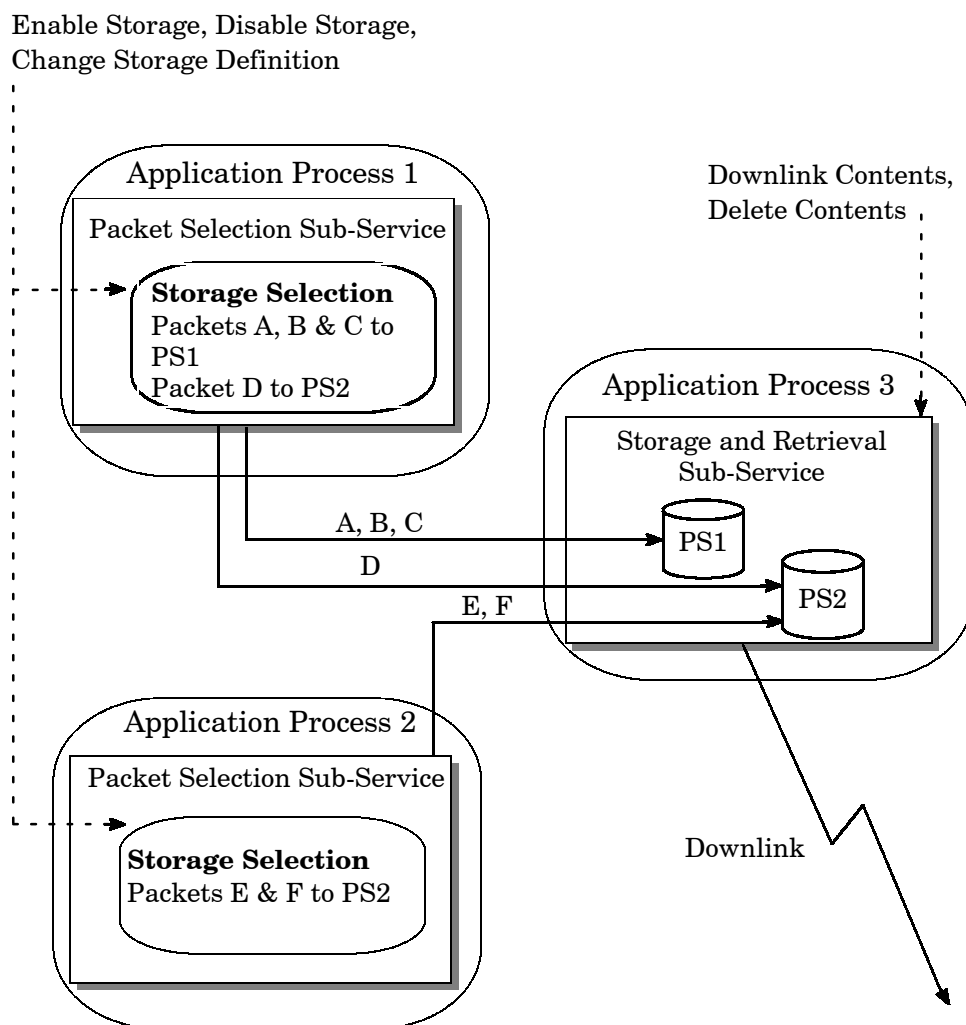 Enable Storage, Disable Storage,
Change Storage Definition
Application Process 1
Packet Selection Sub-Service
Storage Selection
Packets A, B & C to
PS1
Packet D to PS2
Downlink Contents,
Delete Contents
Application Process 3
Storage and Retrieval
Sub-Service
A, B, C
PS1
D
PS2
E, F
Application Process 2
Packet Selection Sub-Service
Storage Selection
Packets E & F to PS2
Downlink